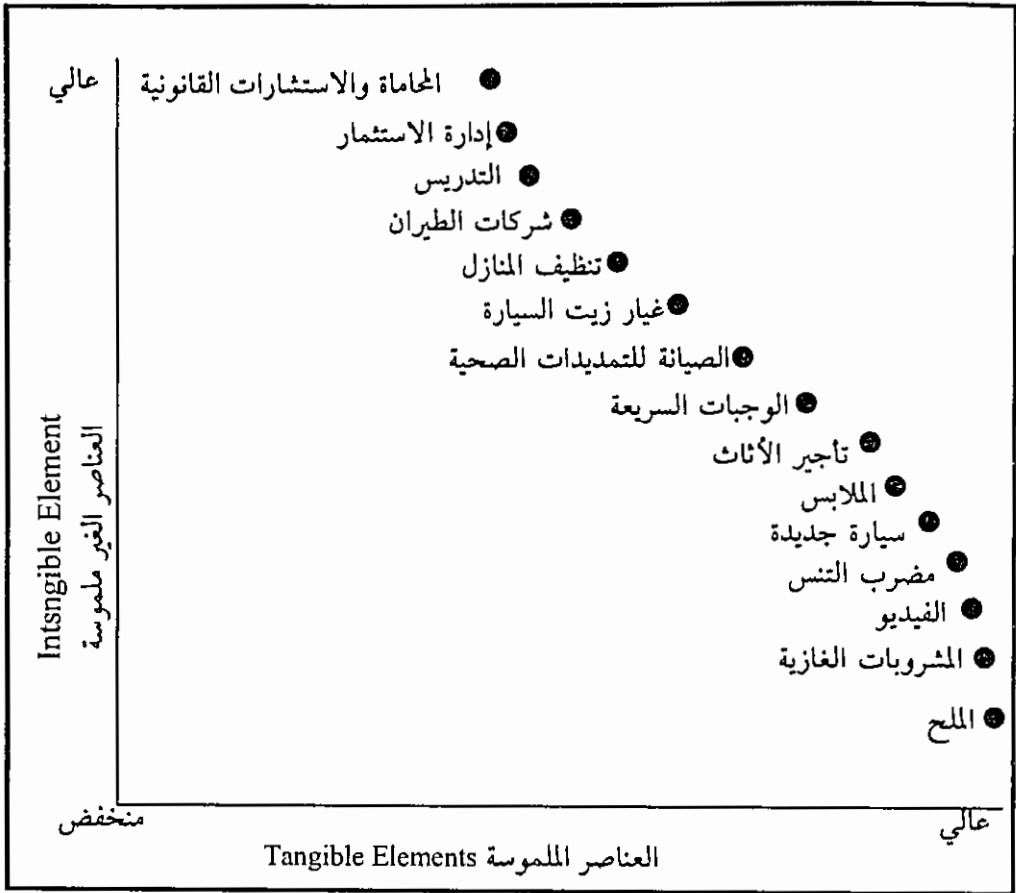 عالي
المحاماة والاستشارات القانونية
إدارة الاستثمار
التدريس
شركات الطيران
تنظيف المنازل
غيار زيت السيارة
الصيانة للتمديدات الصحية
الوجبات السريعة
تأجير الأثاث
الملابس
سيارة جديدة
مضرب التنس
الفيديو
المشروبات الغازية
الملح
Intsngible Element
العناصر الغير ملموسة
منخفض
عالي
العناصر الملموسة Tangible Elements